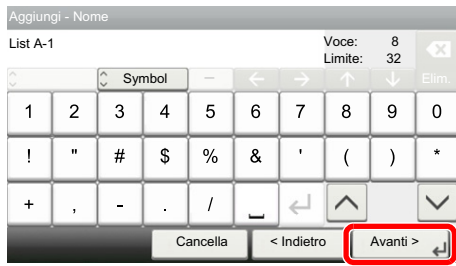 Aggiungi - Nome
List A-1 Voce: 8
Limite: 32
Symbol Elim.
1 2 3 4 5 6 7 8 9 0
! " # $ % & ' ( ) *
+ , - . /
Cancella < Indietro Avanti >